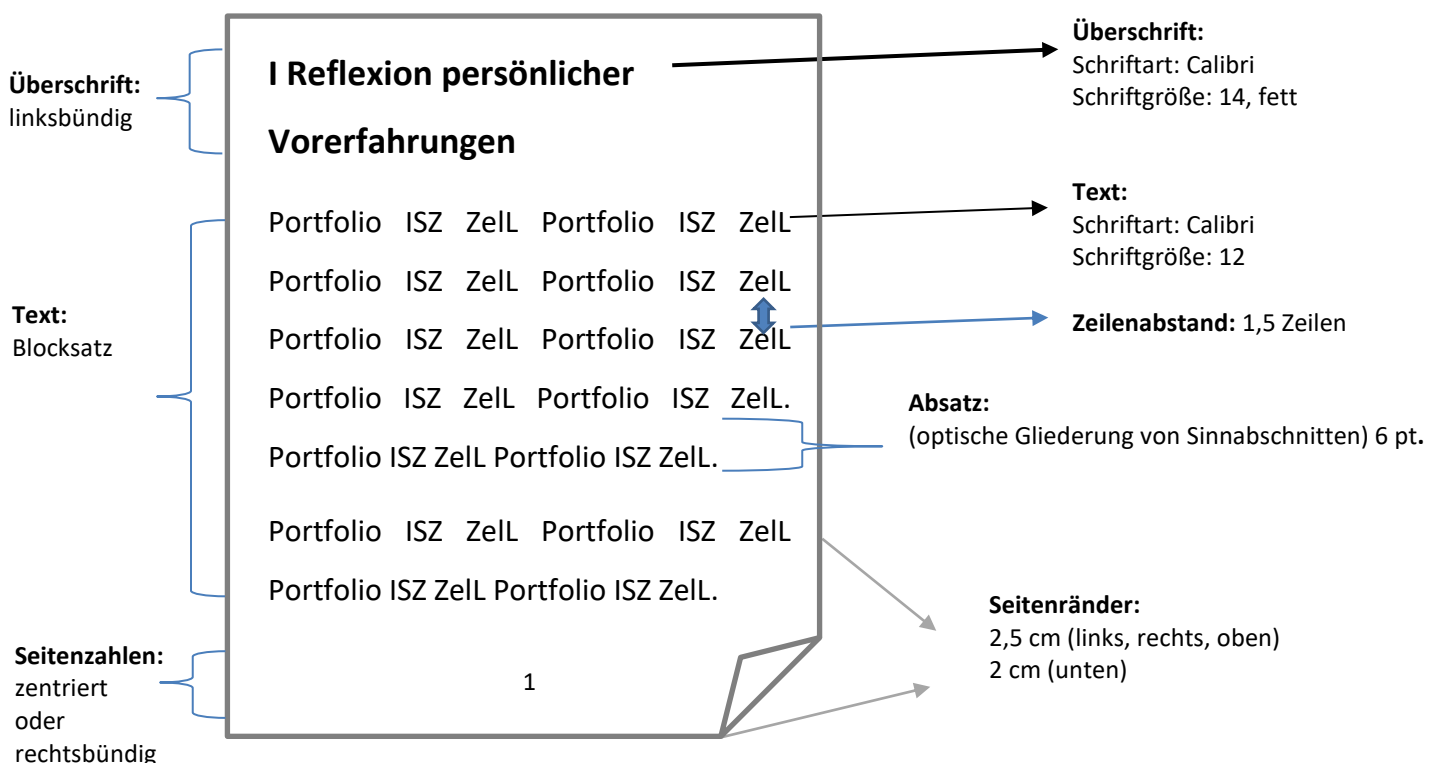 Überschrift:
linksbündig
Text:
Blocksatz
Seitenzahlen:
zentriert
oder
rechtsbündig
I Reflexion persönlicher
Vorerfahrungen
Portfolio ISZ ZelL Portfolio ISZ ZelL
Portfolio ISZ ZelL Portfolio ISZ ZelL
Portfolio ISZ ZelL Portfolio ISZ ZelL
Portfolio ISZ ZelL Portfolio ISZ ZelL.
Portfolio ISZ ZelL Portfolio ISZ ZelL.
Portfolio ISZ ZelL Portfolio ISZ ZelL
Portfolio ISZ ZelL Portfolio ISZ ZelL.
1
Überschrift:
Schriftart: Calibri
Schriftgröße: 14, fett
Text:
Schriftart: Calibri
Schriftgröße: 12
Zeilenabstand: 1,5 Zeilen
Absatz:
(optische Gliederung von Sinnabschnitten) 6 pt.
Seitenränder:
2,5 cm (links, rechts, oben)
2 cm (unten)